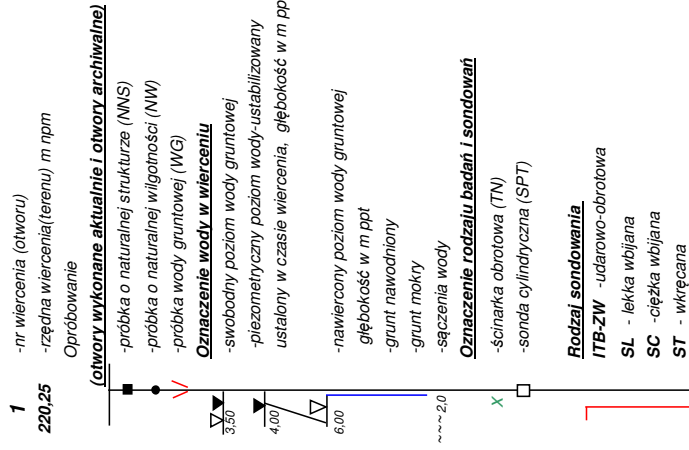 1 -nr wiercenia (otworu)
220,25 -rzędna wiercenia(terenu) m npm
Opróbowanie
(otwory wykonane aktualnie i otwory archiwalne)
-próbka o naturalnej strukturze (NNS)
-próbka o naturalnej wilgotności (NW)
-próbka wody gruntowej (WG)
Oznaczenie wody w wierceniu
3,50 -swobodny poziom wody gruntowej
4,00 -piezometryczny poziom wody-ustabilizowany
ustalony w czasie wiercenia, głębokość w m pp
6,00 -nawiercony poziom wody gruntowej
głębokość w m ppt
-grunt nawodniony
-grunt mokry
~~~ 2,0 -sączenia wody
Oznaczenie rodzaju badań i sondowań
x -ścinarka obrotowa (TN)
-sonda cylindryczna (SPT)
Rodzaj sondowania
ITB-ZW -udarowo-obrotowa
SL - lekka wbijana
SC -ciężka wbijana
ST - wkręcana